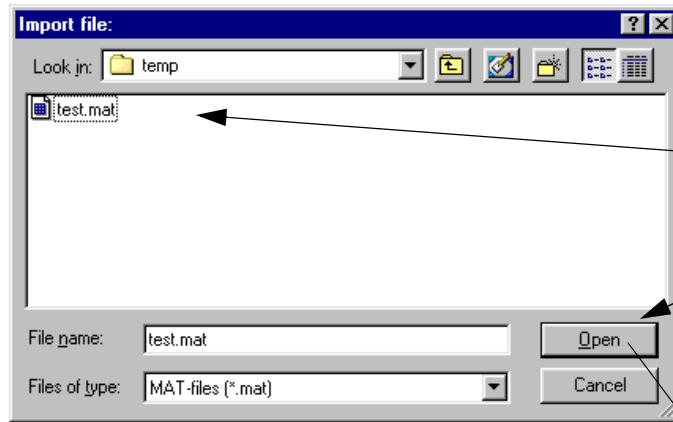 Import file:
Look in: temp
test.mat
File name: test.mat Open
Files of type: MAT-files (*.mat) Cancel